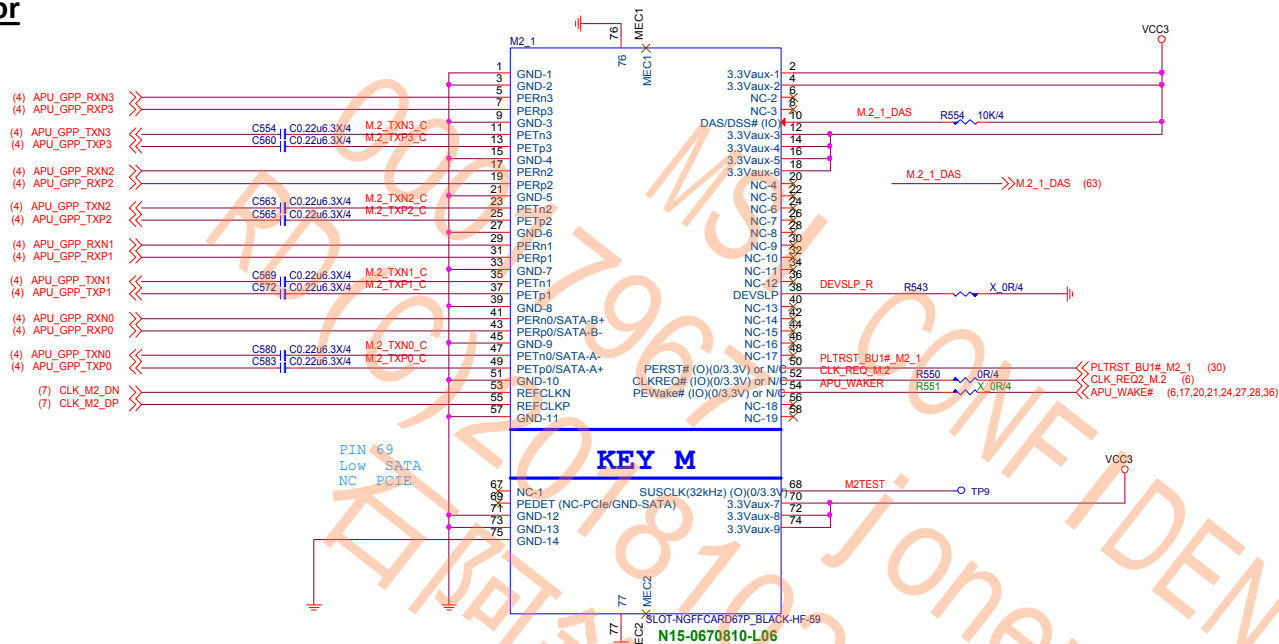 or
76
MEC1
M2_1
76
MEC1
VCC3
1 GND-1 3.3Vaux-1 2
3 GND-2 3.3Vaux-2 4
(4) APU_GPP_RXN3 5 PERn3 NC-2 6
(4) APU_GPP_RXP3 7 PERp3 NC-3 8
9 GND-3 DAS/DSS# (IO) 10 M.2_1_DAS R554 10K/4
(4) APU_GPP_TXN3 C554 C0.22u6.3X/4 M.2_TXN3_C 11 PETn3 3.3Vaux-3 12
(4) APU_GPP_TXP3 C560 C0.22u6.3X/4 M.2_TXP3_C 13 PETp3 3.3Vaux-4 14
15 GND-4 3.3Vaux-5 16
(4) APU_GPP_RXN2 17 PERn2 3.3Vaux-6 18
(4) APU_GPP_RXP2 19 PERp2 NC-4 20 M.2_1_DAS M.2_1_DAS (63)
21 GND-5 NC-5 22
(4) APU_GPP_TXN2 C563 C0.22u6.3X/4 M.2_TXN2_C 23 PETn2 NC-6 24
(4) APU_GPP_TXP2 C565 C0.22u6.3X/4 M.2_TXP2_C 25 PETp2 NC-7 26
27 GND-6 NC-8 28
(4) APU_GPP_RXN1 29 PERn1 NC-9 30
(4) APU_GPP_RXP1 31 PERp1 NC-10 32
33 GND-7 NC-11 34
(4) APU_GPP_TXN1 C569 C0.22u6.3X/4 M.2_TXN1_C 35 PETn1 NC-12 36
(4) APU_GPP_TXP1 C572 C0.22u6.3X/4 M.2_TXP1_C 37 PETp1 DEVSLP 38 DEVSLP_R R543 X_0R/4
39 GND-8 NC-13 40
(4) APU_GPP_RXN0 41 PERn0/SATA-B+ NC-14 42
(4) APU_GPP_RXP0 43 PERp0/SATA-B- NC-15 44
45 GND-9 NC-16 46
(4) APU_GPP_TXN0 C580 C0.22u6.3X/4 M.2_TXN0_C 47 PETn0/SATA-A- NC-17 48
(4) APU_GPP_TXP0 C583 C0.22u6.3X/4 M.2_TXP0_C 49 PETp0/SATA-A+ PERST# (O)(0/3.3V) or N/C 50 PLTRST_BU1#_M2_1 PLTRST_BU1#_M2_1 (30)
51 GND-10 CLKREQ# (IO)(0/3.3V) or N/C 52 CLK_REQ_M.2 R550 0R/4 CLK_REQ2_M.2 (6)
(7) CLK_M2_DN 53 REFCLKN PEWake# (IO)(0/3.3V) or N/C 54 APU_WAKER R551 X_0R/4 APU_WAKE# (6,17,20,21,24,27,28,36)
(7) CLK_M2_DP 55 REFCLKP NC-18 56
57 GND-11 NC-19 58
KEY M
PIN 69
Low SATA
NC PCIE
VCC3
67 NC-1 SUSCLK(32kHz) (O)(0/3.3V) 68 M2TEST TP9
69 PEDET (NC-PCIe/GND-SATA) 3.3Vaux-7 70
71 GND-12 3.3Vaux-8 72
73 GND-13 3.3Vaux-9 74
75 GND-14
77
MEC2
77
SLOT-NGFFCARD67P_BLACK-HF-59
N15-0670810-L06
00017967
MSI CONFIDEN
RD(C)2018102
jone